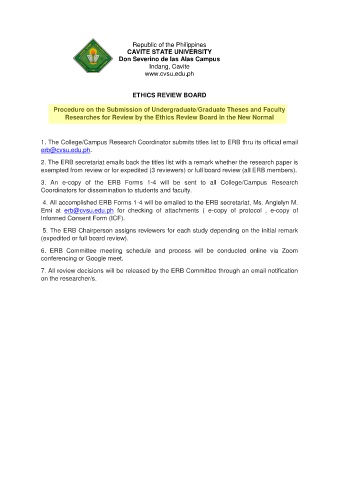 Republic of the Philippines
CAVITE STATE UNIVERSITY
Don Severino de las Alas Campus
Indang, Cavite
www.cvsu.edu.ph
ETHICS REVIEW BOARD
Procedure on the Submission of Undergraduate/Graduate Theses and Faculty
Researches for Review by the Ethics Review Board in the New Normal
1. The College/Campus Research Coordinator submits titles list to ERB thru its official email
erb@cvsu.edu.ph.
2. The ERB secretariat emails back the titles list with a remark whether the research paper is
exempted from review or for expedited (3 reviewers) or full board review (all ERB members).
3. An e-copy of the ERB Forms 1-4 will be sent to all College/Campus Research
Coordinators for dissemination to students and faculty.
4. All accomplished ERB Forms 1-4 will be emailed to the ERB secretariat, Ms. Angielyn M.
Erni at erb@cvsu.edu.ph for checking of attachments ( e-copy of protocol , e-copy of
Informed Consent Form (ICF).
5. The ERB Chairperson assigns reviewers for each study depending on the initial remark
(expedited or full board review).
6. ERB Committee meeting schedule and process will be conducted online via Zoom
conferencing or Google meet.
7. All review decisions will be released by the ERB Committee through an email notification
on the researcher/s.